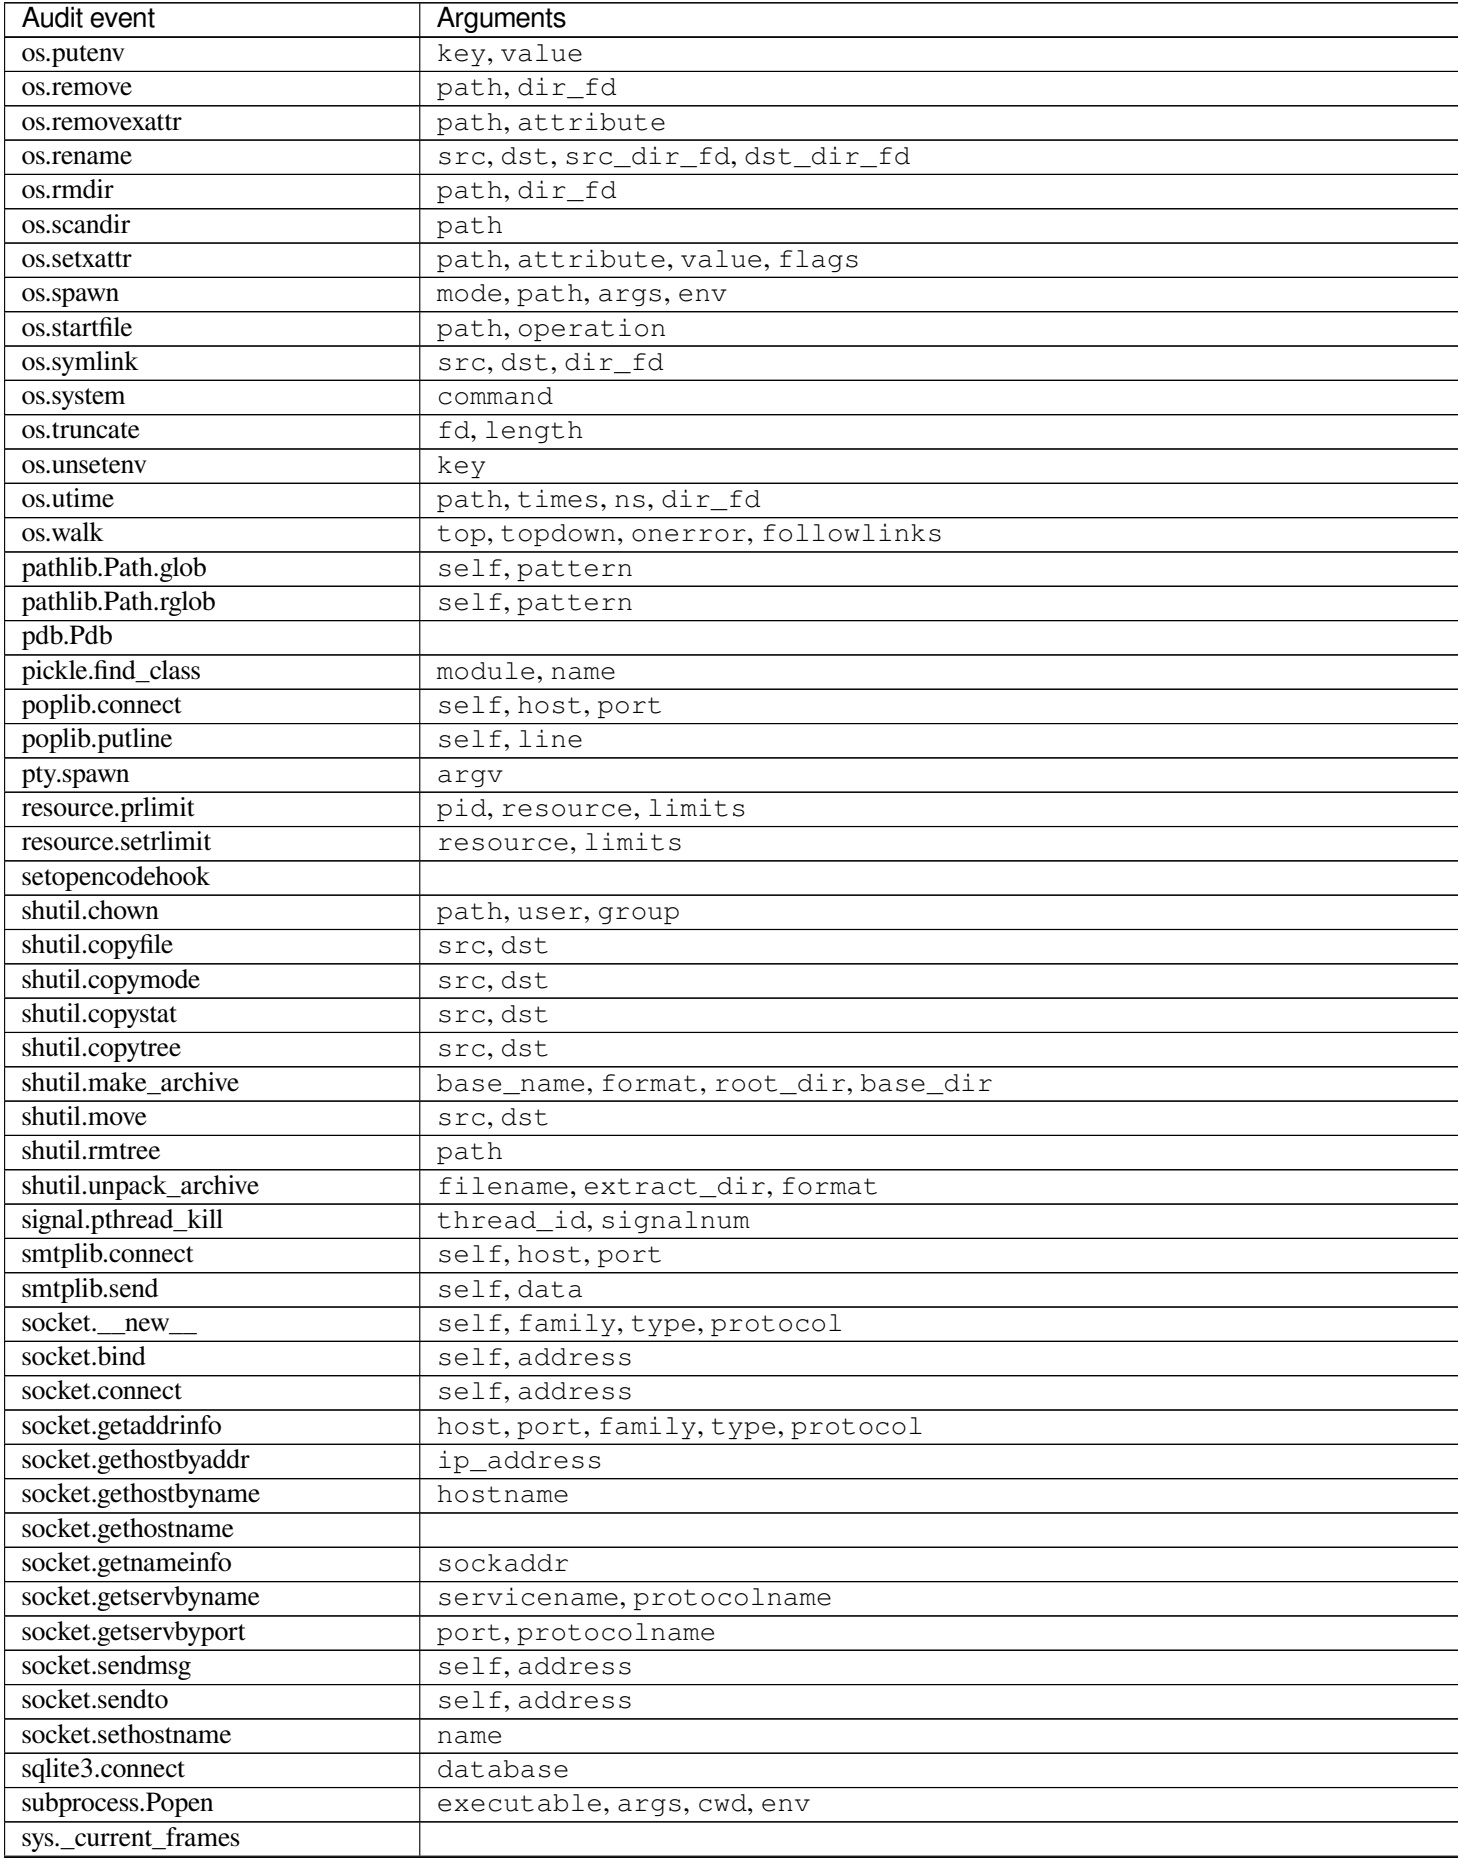 Audit event Arguments
os.putenv key, value
os.remove path, dir_fd
os.removexattr path, attribute
os.rename src, dst, src_dir_fd, dst_dir_fd
os.rmdir path, dir_fd
os.scandir path
os.setxattr path, attribute, value, flags
os.spawn mode, path, args, env
os.startfile path, operation
os.symlink src, dst, dir_fd
os.system command
os.truncate fd, length
os.unsetenv key
os.utime path, times, ns, dir_fd
os.walk top, topdown, onerror, followlinks
pathlib.Path.glob self, pattern
pathlib.Path.rglob self, pattern
pdb.Pdb
pickle.find_class module, name
poplib.connect self, host, port
poplib.putline self, line
pty.spawn argv
resource.prlimit pid, resource, limits
resource.setrlimit resource, limits
setopencodehook
shutil.chown path, user, group
shutil.copyfile src, dst
shutil.copymode src, dst
shutil.copystat src, dst
shutil.copytree src, dst
shutil.make_archive base_name, format, root_dir, base_dir
shutil.move src, dst
shutil.rmtree path
shutil.unpack_archive filename, extract_dir, format
signal.pthread_kill thread_id, signalnum
smtplib.connect self, host, port
smtplib.send self, data
socket.__new__ self, family, type, protocol
socket.bind self, address
socket.connect self, address
socket.getaddrinfo host, port, family, type, protocol
socket.gethostbyaddr ip_address
socket.gethostbyname hostname
socket.gethostname
socket.getnameinfo sockaddr
socket.getservbyname servicename, protocolname
socket.getservbyport port, protocolname
socket.sendmsg self, address
socket.sendto self, address
socket.sethostname name
sqlite3.connect database
subprocess.Popen executable, args, cwd, env
sys._current_frames